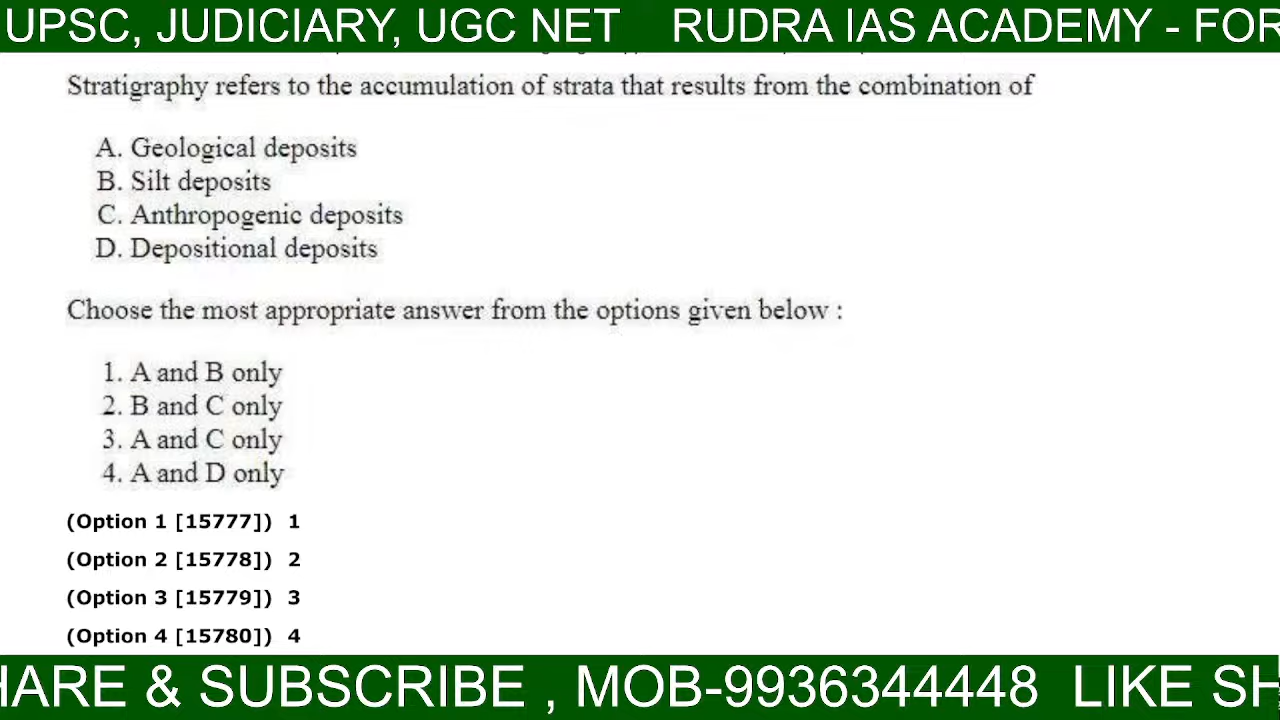 UPSC, JUDICIARY, UGC NET RUDRA IAS ACADEMY - FOR
Stratigraphy refers to the accumulation of strata that results from the combination of
A. Geological deposits
B. Silt deposits
C. Anthropogenic deposits
D. Depositional deposits
Choose the most appropriate answer from the options given below :
1. A and B only
2. B and C only
3. A and C only
4. A and D only
(Option 1 [15777]) 1
(Option 2 [15778]) 2
(Option 3 [15779]) 3
(Option 4 [15780]) 4
HARE & SUBSCRIBE , MOB-9936344448 LIKE SH